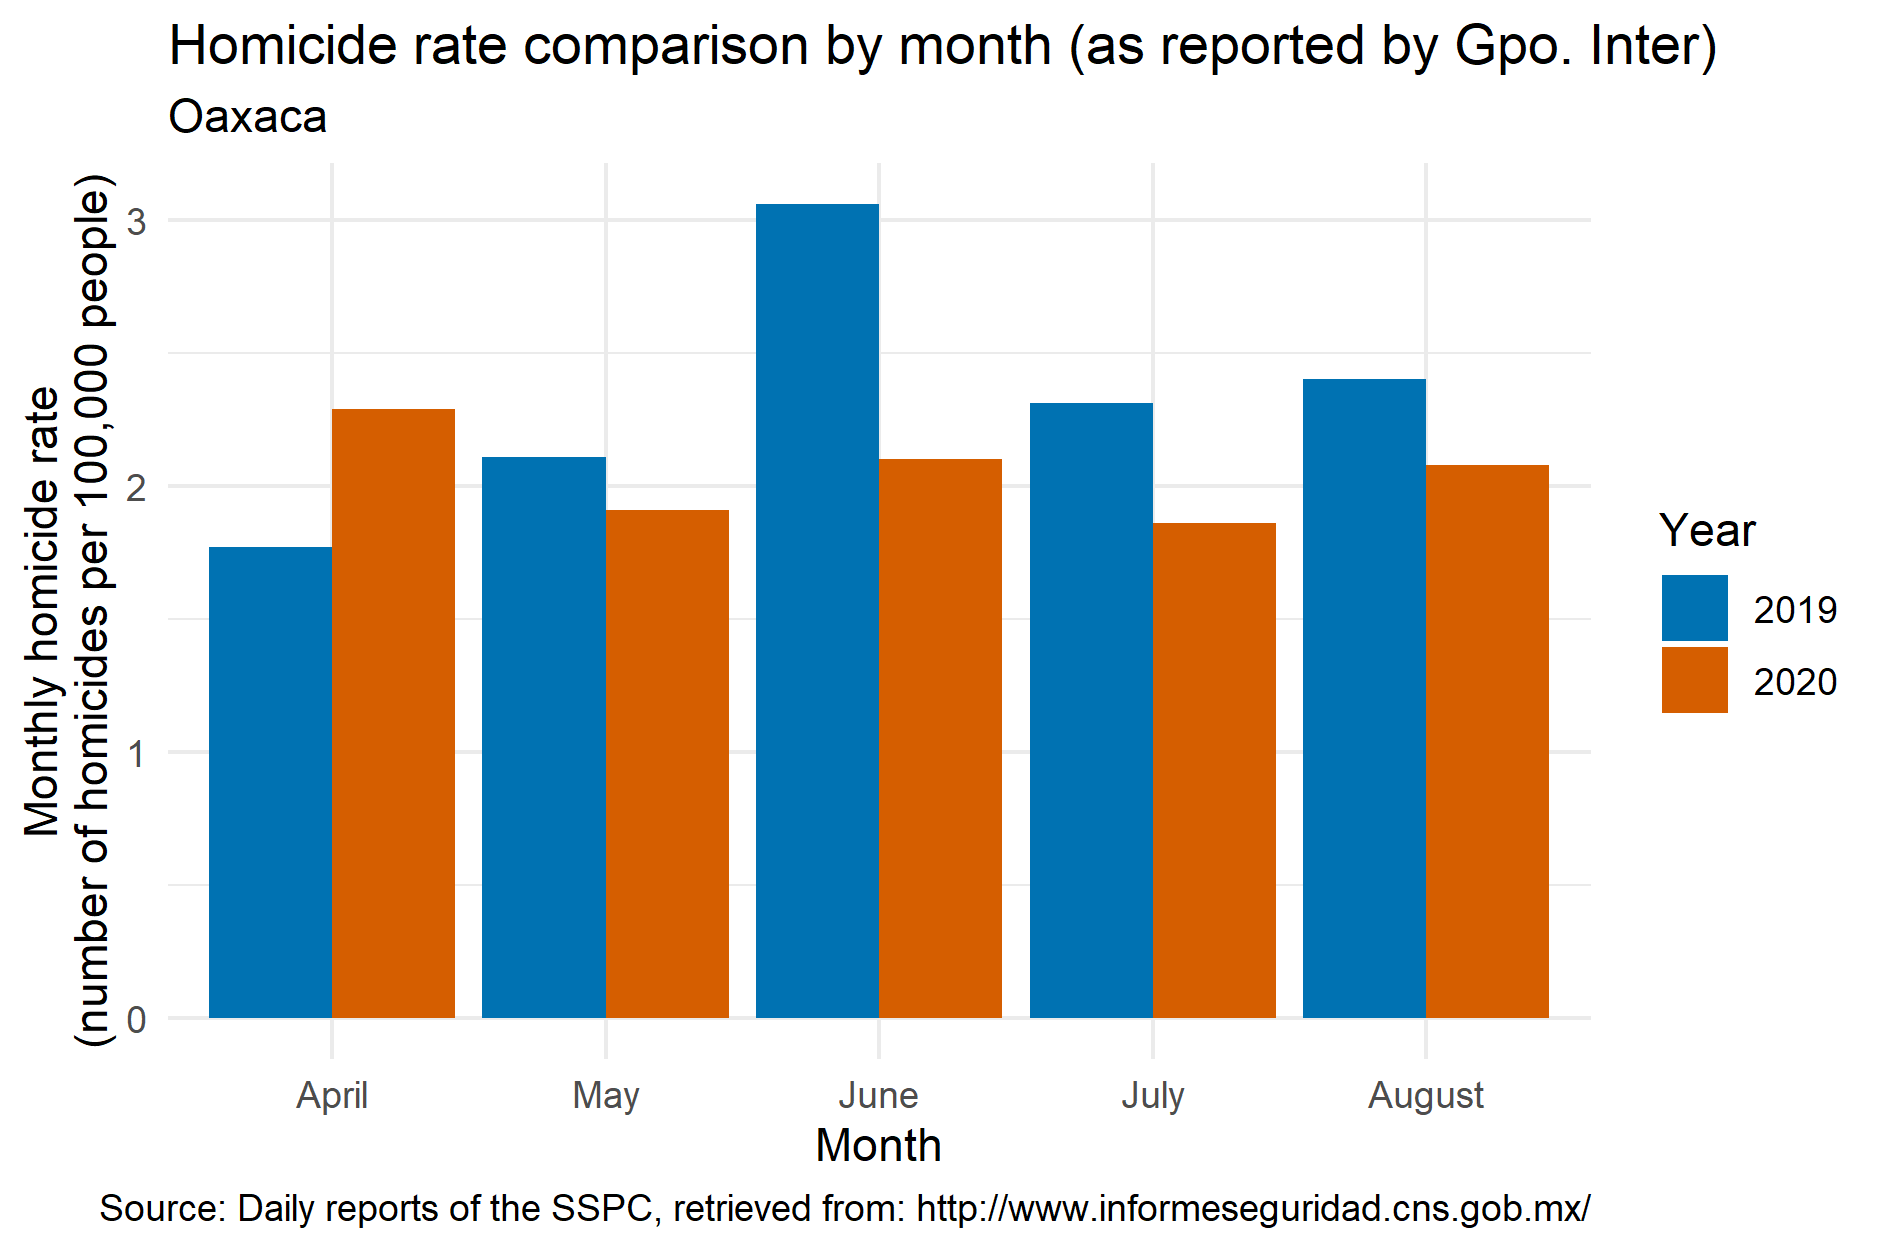 Homicide rate comparison by month (as reported by Gpo. Inter)
Oaxaca
Monthly homicide rate
(number of homicides per 100,000 people)
3
2
1
0
April May June July August
Month
Year
2019
2020
Source: Daily reports of the SSPC, retrieved from: http://www.informeseguridad.cns.gob.mx/